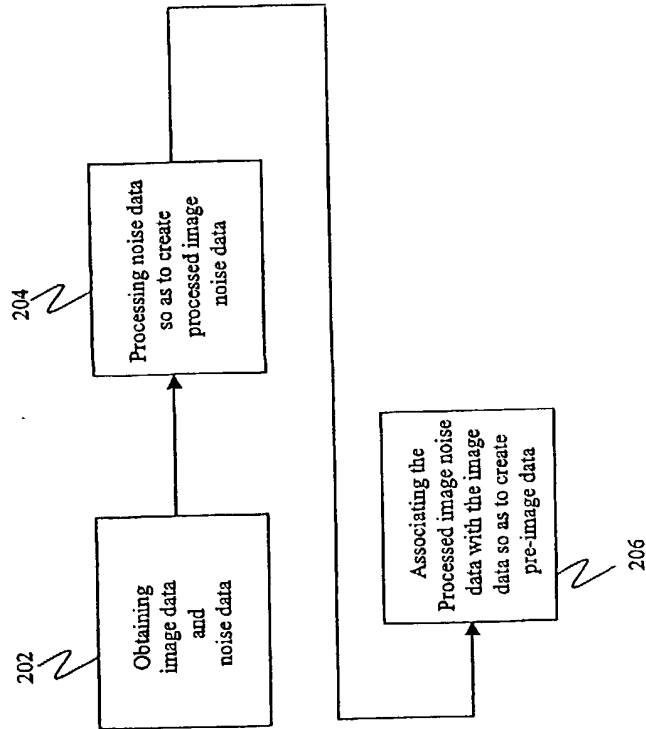 202
Obtaining
image data
and
noise data
204
Processing noise data
so as to create
processed image
noise data
Associating the
Processed image noise
data with the image
data so as to create
pre-image data
206